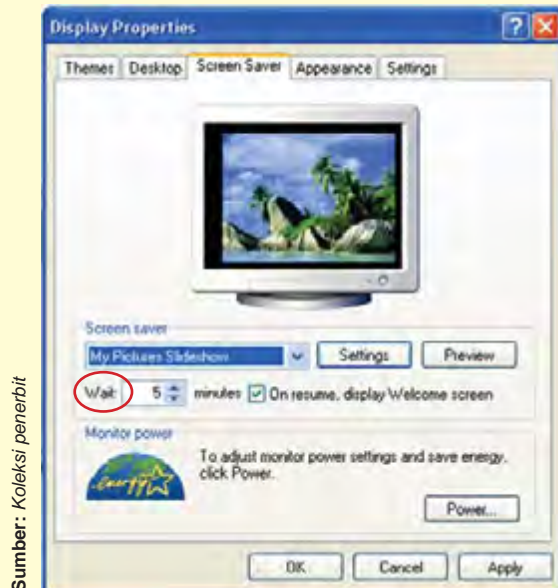 Display Properties
Themes Desktop Screen Saver Appearance Settings
Screen saver
My Pictures Slideshow Settings Preview
Wait: 5 minutes On resume, display Welcome screen
Monitor power
To adjust monitor power settings and save energy,
click Power.
energy
Power...
OK Cancel Apply
Sumber: Koleksi penerbit